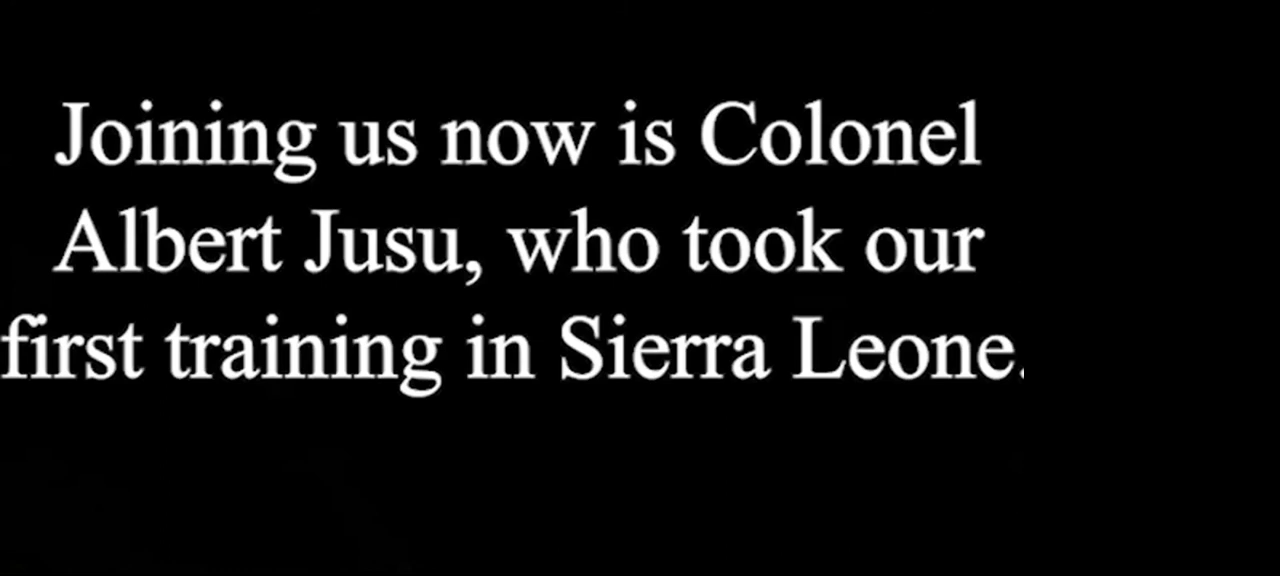 Joining us now is Colonel
Albert Jusu, who took our
first training in Sierra Leone.